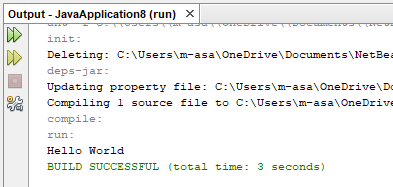 Output - JavaApplication8 (run)
init:
Deleting: C:\Users\m-asa\OneDrive\Documents\NetBea
deps-jar:
Updating property file: C:\Users\m-asa\OneDrive\Do
Compiling 1 source file to C:\Users\m-asa\OneDrive
compile:
run:
Hello World
BUILD SUCCESSFUL (total time: 3 seconds)